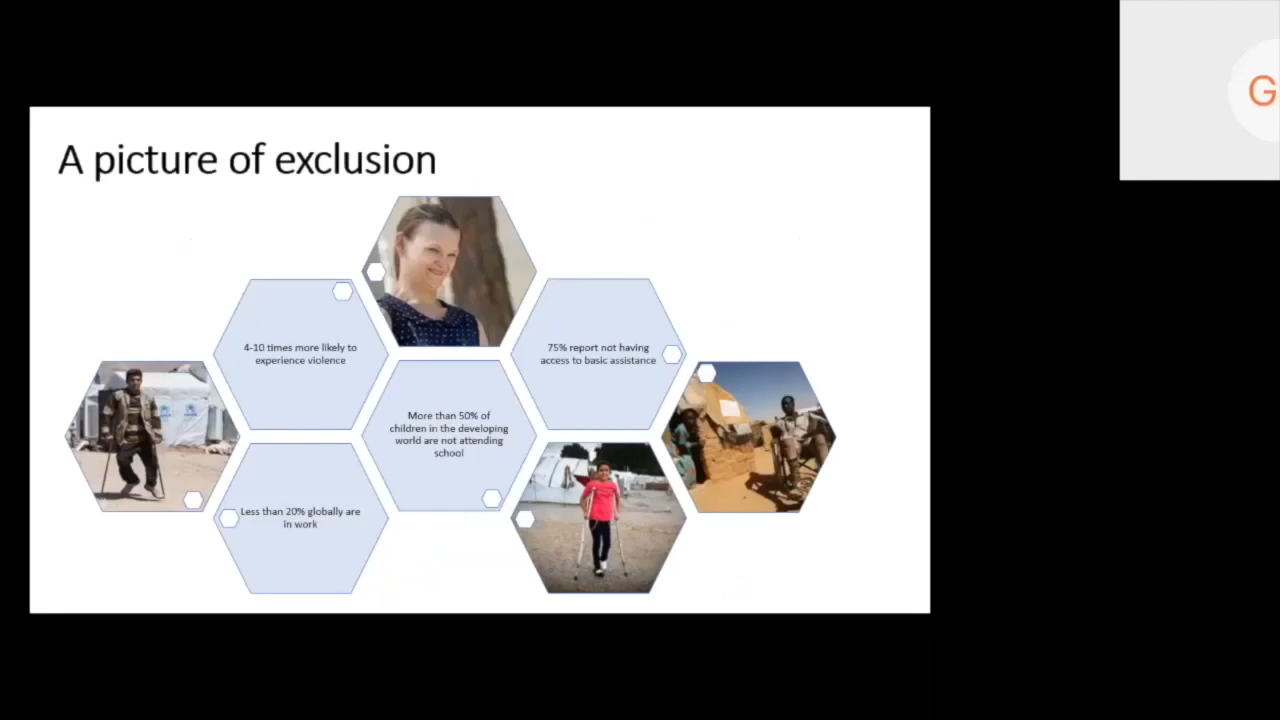 A picture of exclusion
4-10 times more likely to
experience violence
75% report not having
access to basic assistance
More than 50% of
children in the developing
world are not attending
school
Less than 20% globally are
in work
G